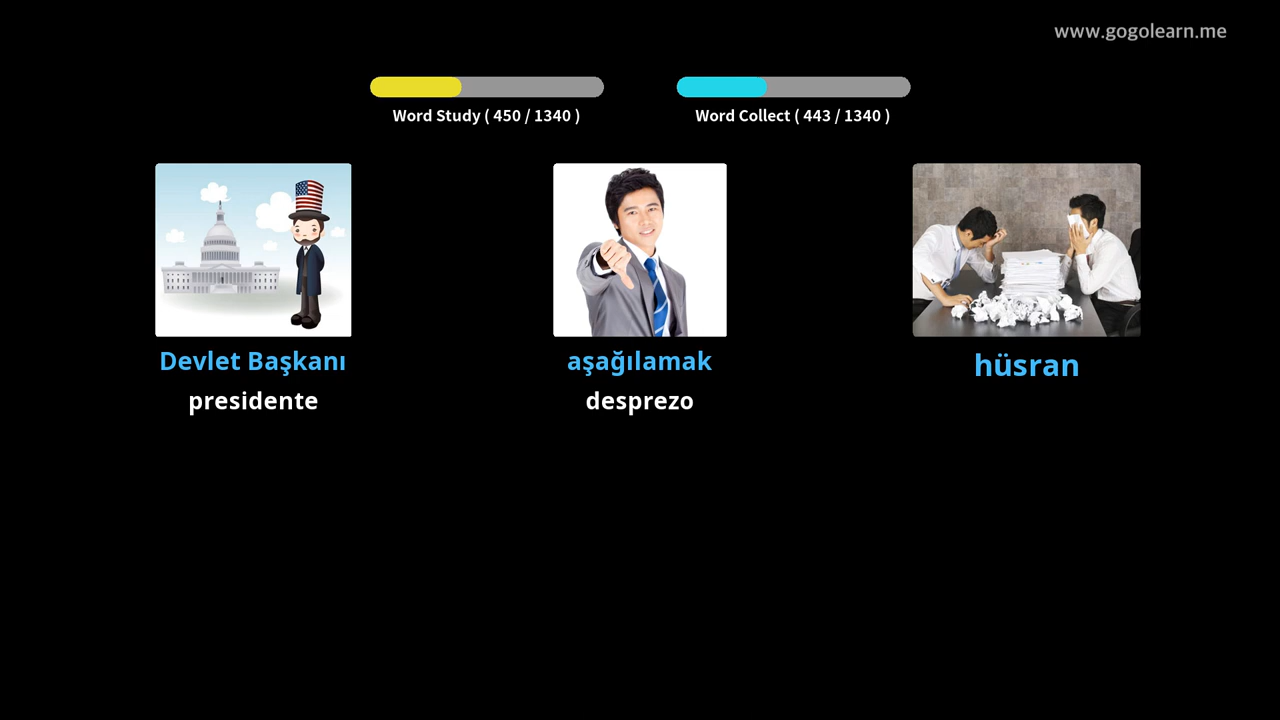 www.gogolearn.me
Word Study ( 450 / 1340 )
Word Collect ( 443 / 1340 )
Devlet Başkanı
presidente
aşağılamak
desprezo
hüsran